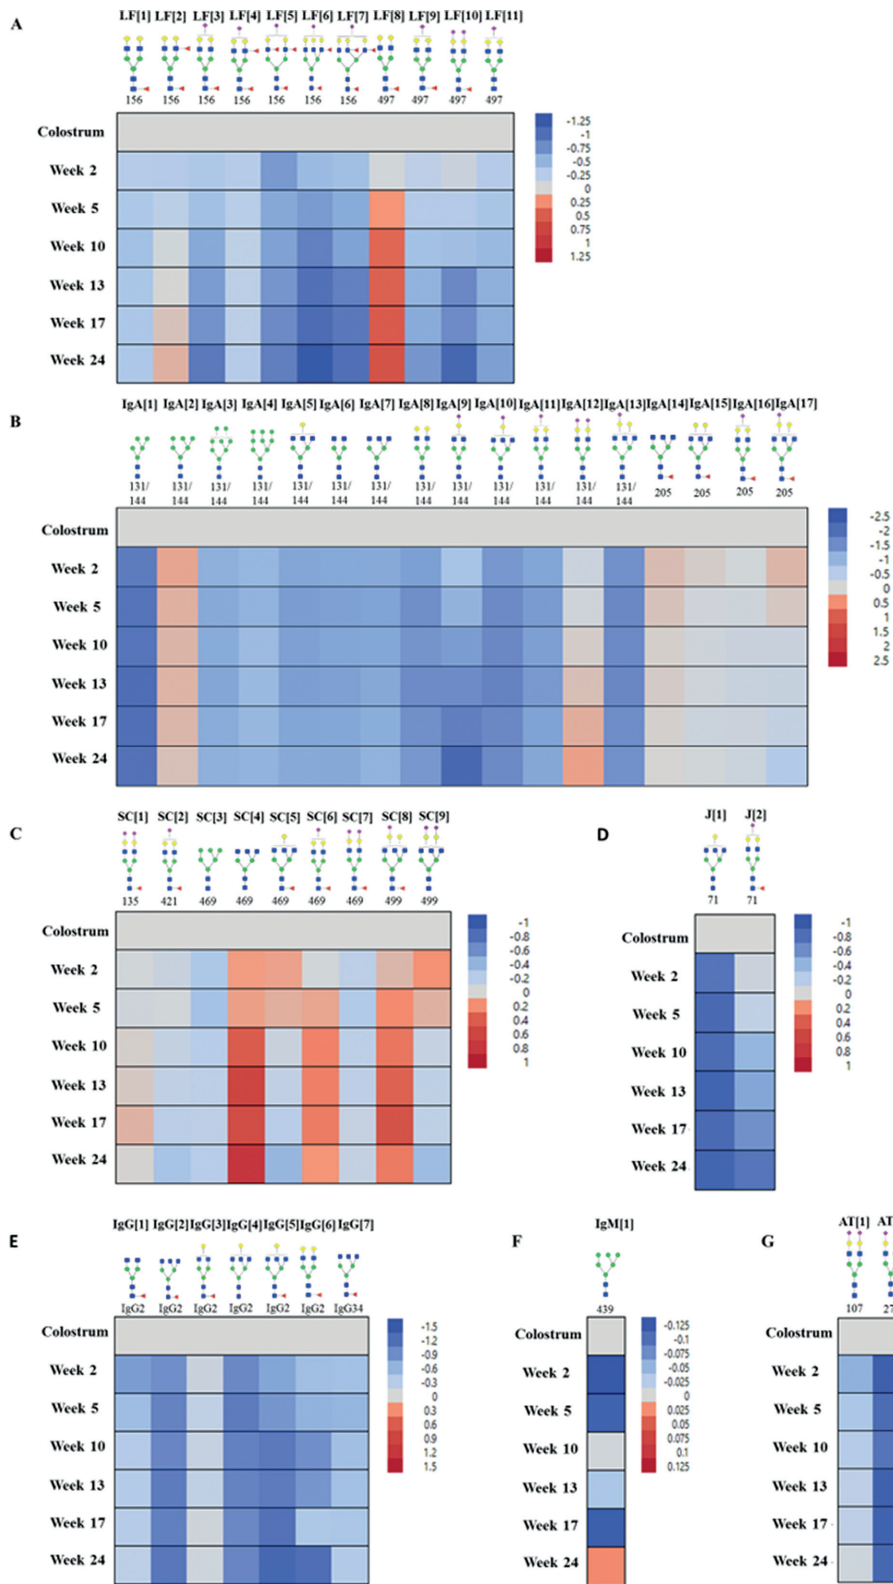 A
LF[1] LF[2] LF[3] LF[4] LF[5] LF[6] LF[7] LF[8] LF[9] LF[10] LF[11]
156 156 156 156 156 156 156 497 497 497 497
Colostrum
Week 2
Week 5
Week 10
Week 13
Week 17
Week 24
-1.25
-1
-0.75
-0.5
-0.25
0
0.25
0.5
0.75
1
1.25
B
IgA[1] IgA[2] IgA[3] IgA[4] IgA[5] IgA[6] IgA[7] IgA[8] IgA[9] IgA[10] IgA[11] IgA[12] IgA[13] IgA[14] IgA[15] IgA[16] IgA[17]
131/ 131/ 131/ 131/ 131/ 131/ 131/ 131/ 131/ 131/ 131/ 131/ 131/ 205 205 205 205
144 144 144 144 144 144 144 144 144 144 144 144 144
Colostrum
Week 2
Week 5
Week 10
Week 13
Week 17
Week 24
-2.5
-2
-1.5
-1
-0.5
0
0.5
1
1.5
2
2.5
C
SC[1] SC[2] SC[3] SC[4] SC[5] SC[6] SC[7] SC[8] SC[9]
135 421 469 469 469 469 469 499 499
Colostrum
Week 2
Week 5
Week 10
Week 13
Week 17
Week 24
-1
-0.8
-0.6
-0.4
-0.2
0
0.2
0.4
0.6
0.8
1
D
J[1] J[2]
71 71
Colostrum
Week 2
Week 5
Week 10
Week 13
Week 17
Week 24
-1
-0.8
-0.6
-0.4
-0.2
0
0.2
0.4
0.6
0.8
1
E
IgG[1] IgG[2] IgG[3] IgG[4] IgG[5] IgG[6] IgG[7]
IgG2 IgG2 IgG2 IgG2 IgG2 IgG2 IgG34
Colostrum
Week 2
Week 5
Week 10
Week 13
Week 17
Week 24
-1.5
-1.2
-0.9
-0.6
-0.3
0
0.3
0.6
0.9
1.2
1.5
F
IgM[1]
439
Colostrum
Week 2
Week 5
Week 10
Week 13
Week 17
Week 24
-0.125
-0.1
-0.075
-0.05
-0.025
0
0.025
0.05
0.075
0.1
0.125
G
AT[1] AT
107 27
Colostrum
Week 2
Week 5
Week 10
Week 13
Week 17
Week 24